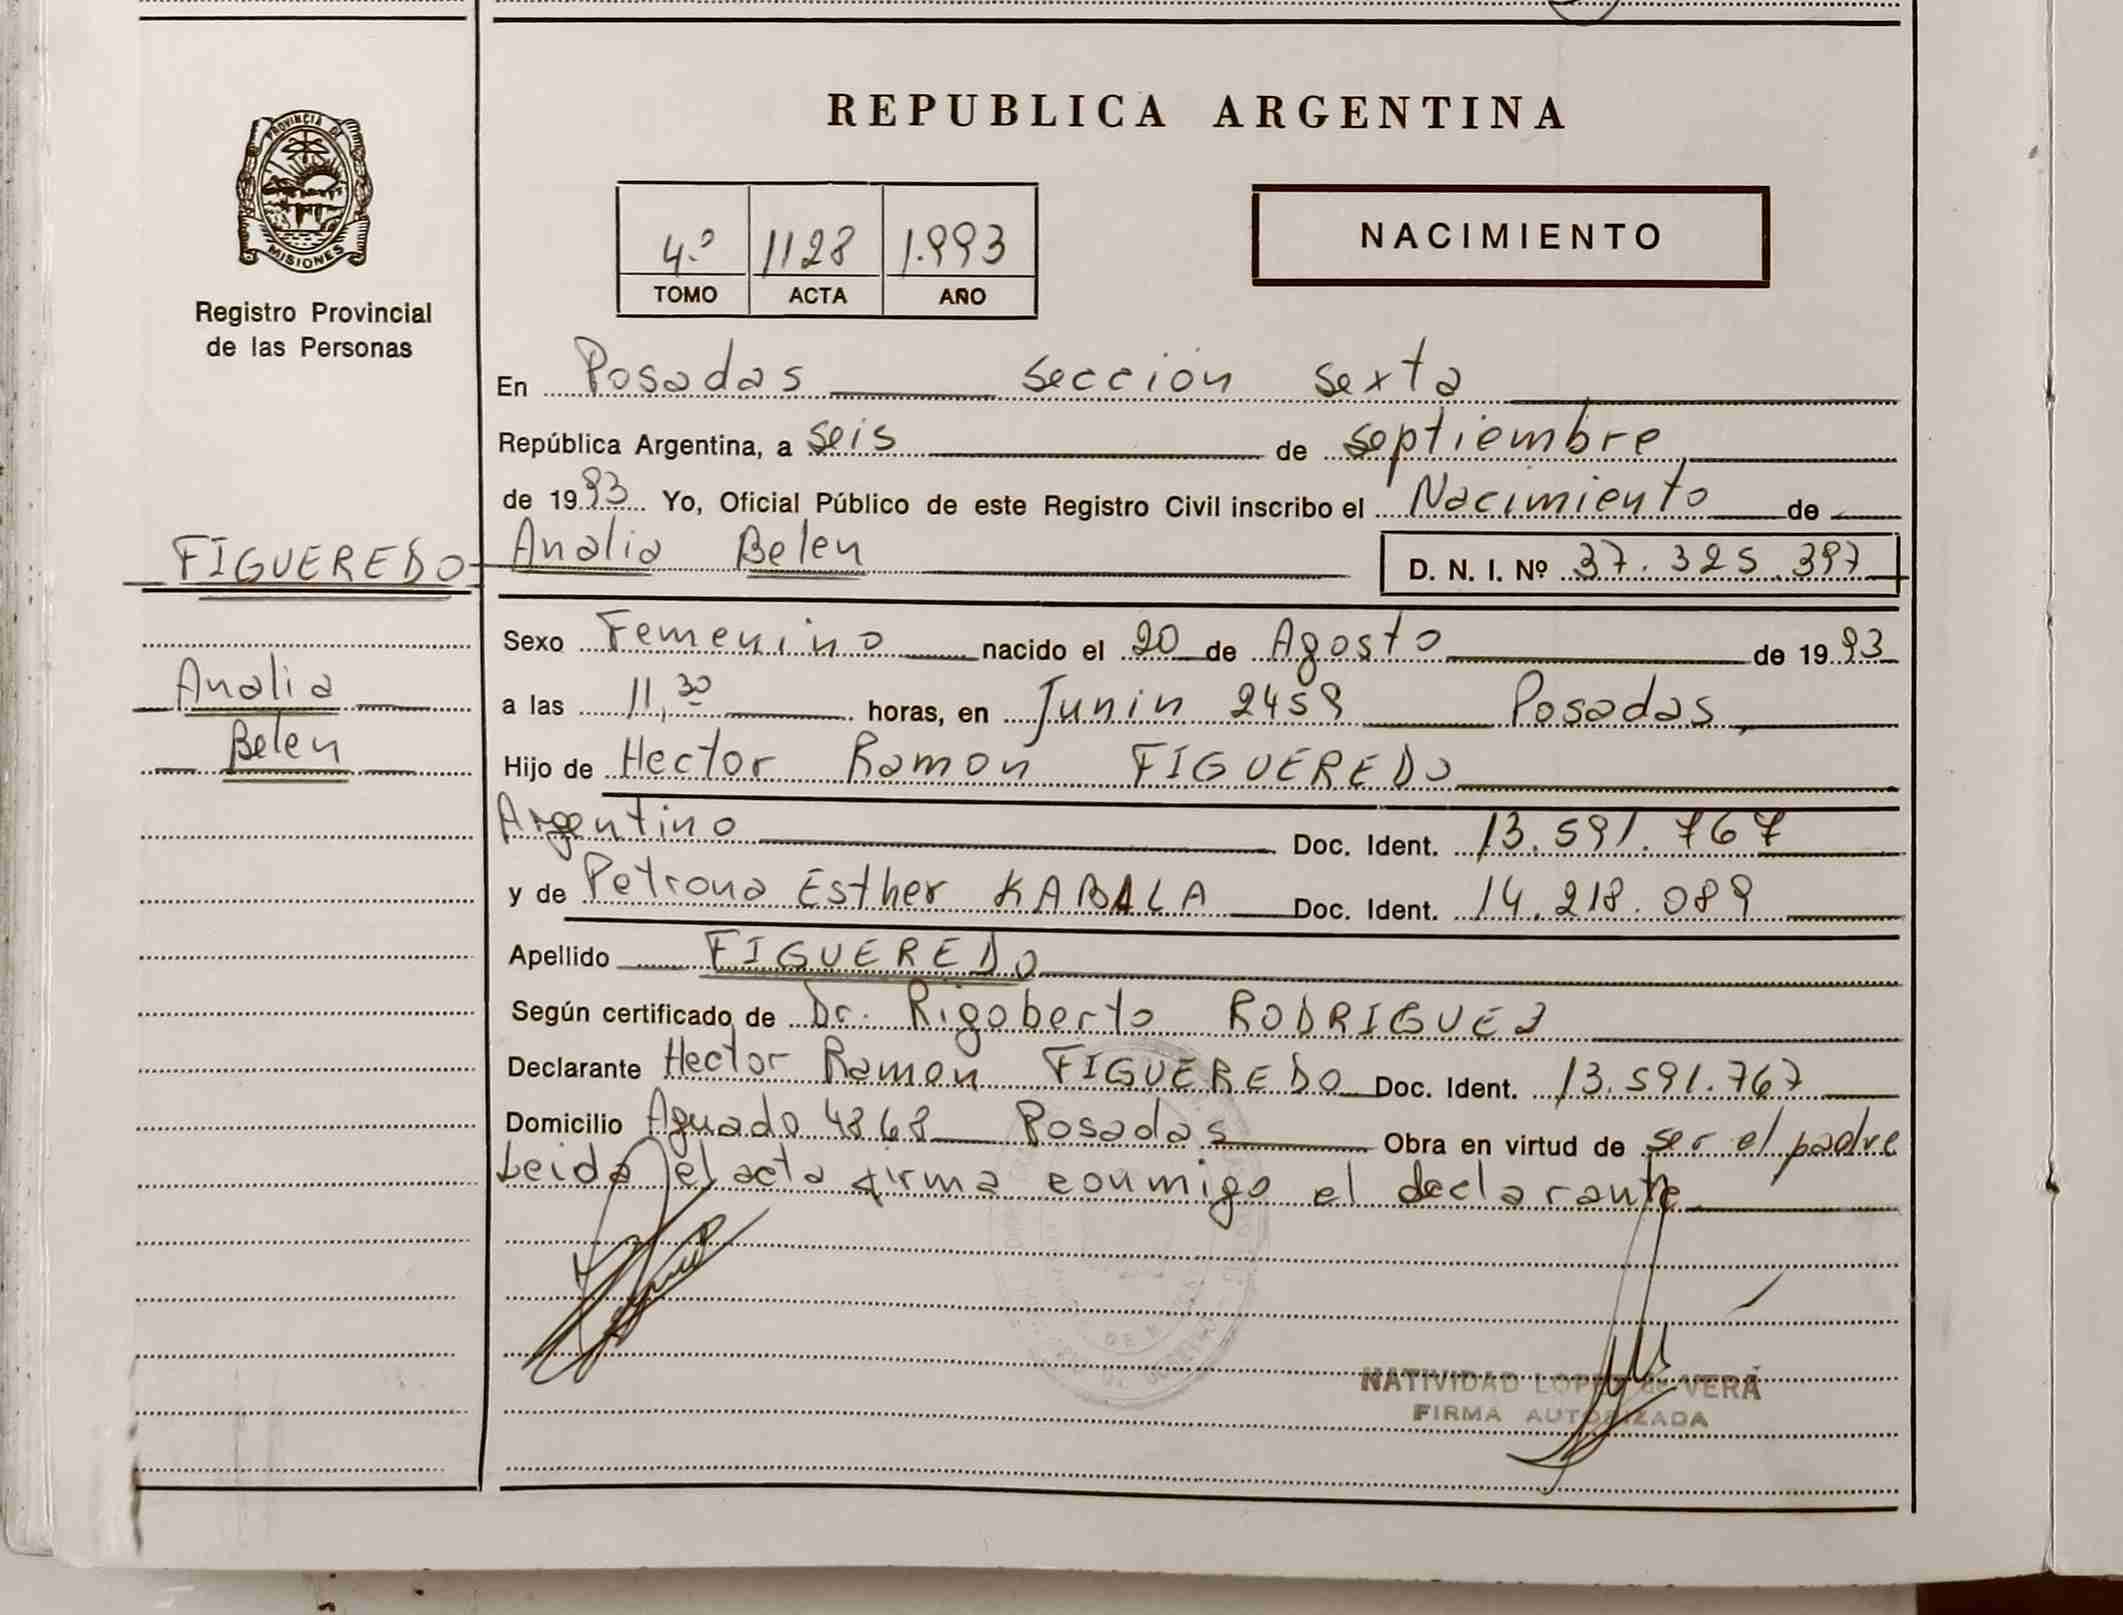 REPUBLICA ARGENTINA
PROVINCIA DE
MISIONES
Registro Provincial
de las Personas
4.º 1128 1.993
TOMO ACTA AÑO
NACIMIENTO
En Posadas sección sexta
República Argentina, a seis de septiembre
de 1993 Yo, Oficial Público de este Registro Civil inscribo el Nacimiento de
FIGUEREDO Analia Belen D. N. I. Nº 37.325.397
Sexo Femenino nacido el 20 de Agosto de 1993
Analia
Belen
a las 11,30 horas, en Junin 2459 Posadas
Hijo de Hector Ramon FIGUEREDO
Argentino Doc. Ident. 13.591.767
y de Petrona Esther KABALA Doc. Ident. 14.218.089
Apellido FIGUEREDO
Según certificado de Dr. Rigoberto RODRIGUEZ
Declarante Hector Ramon FIGUEREDO Doc. Ident. 13.591.767
Domicilio Aguado 4868 Posadas Obra en virtud de ser el padre
Leida el acta firma conmigo el declarante
NATIVIDAD LOPEZ de VERA
FIRMA AUTORIZADA